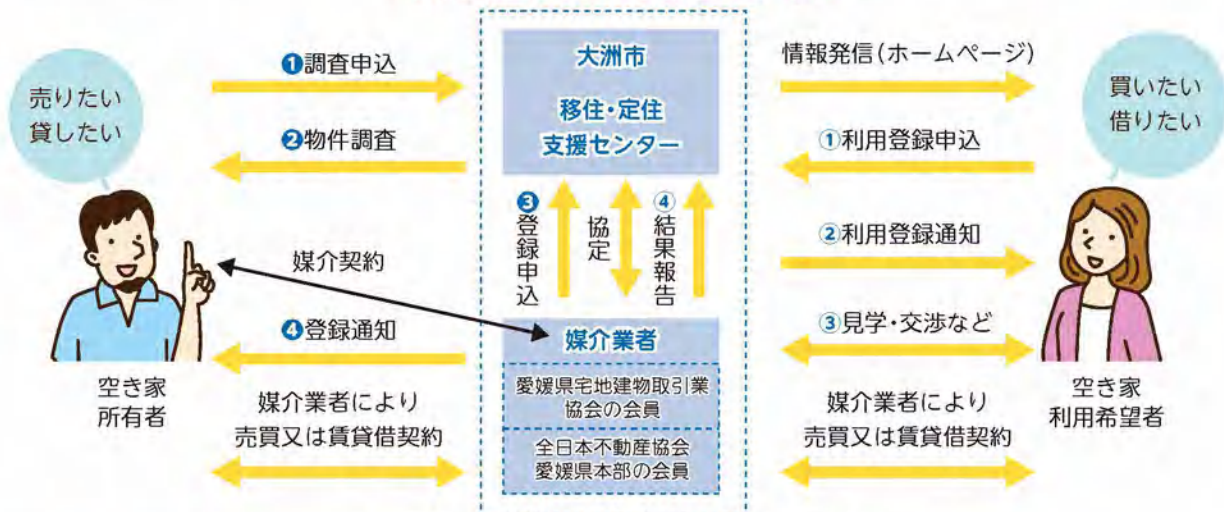 売りたい
貸したい
❶調査申込
❷物件調査
媒介契約
❹登録通知
空き家
所有者
媒介業者により
売買又は賃貸借契約
大洲市
移住・定住
支援センター
❸登録申込
協定
④結果報告
媒介業者
愛媛県宅地建物取引業
協会の会員
全日本不動産協会
愛媛県本部の会員
情報発信(ホームページ)
①利用登録申込
②利用登録通知
③見学・交渉など
媒介業者により
売買又は賃貸借契約
買いたい
借りたい
空き家
利用希望者